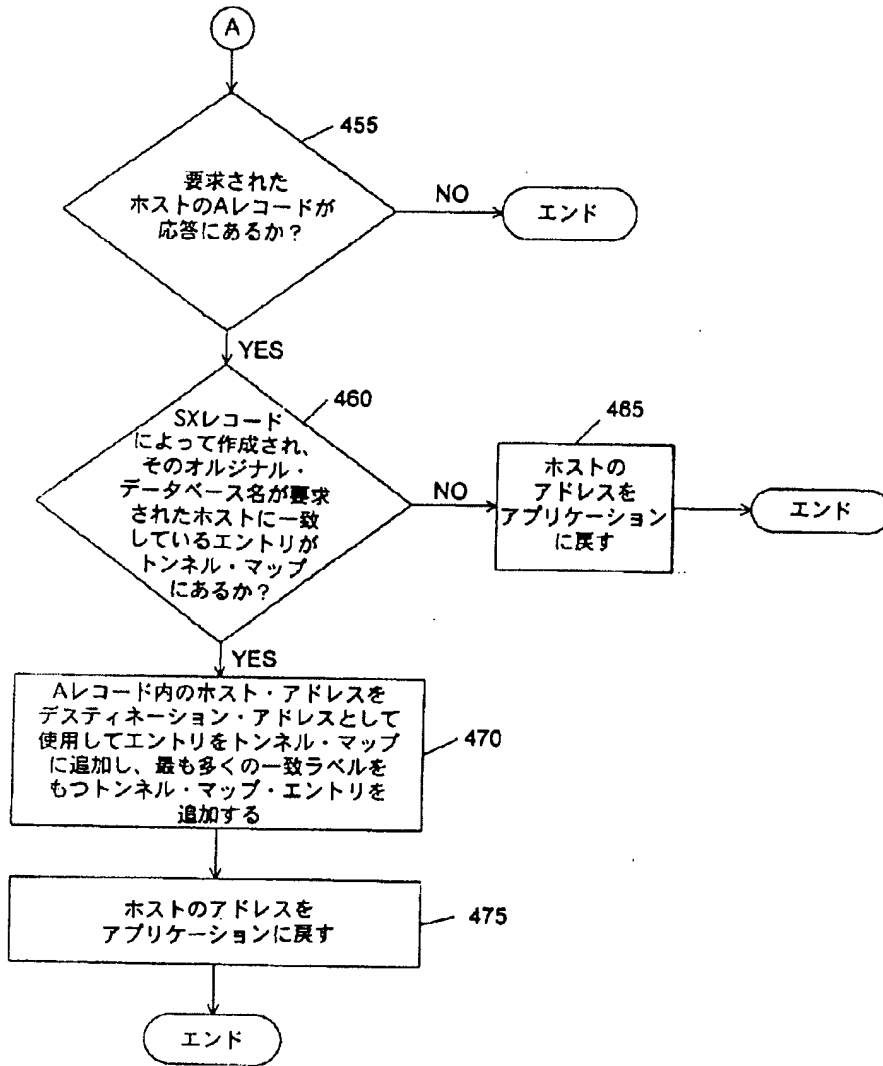 A
455
要求された
ホストのAレコードが
応答にあるか？
NO
エンド
YES
460
SXレコード
によって作成され、
そのオルジナル・
データベース名が要求
されたホストに一致
しているエントリが
トンネル・マップ
にあるか？
NO
465
ホストの
アドレスを
アプリケーション
に戻す
エンド
YES
Aレコード内のホスト・アドレスを
デスティネーション・アドレスとして
使用してエントリをトンネル・マップ
に追加し、最も多くの一致ラベルを
もつトンネル・マップ・エントリを
追加する
470
ホストのアドレスを
アプリケーションに戻す
475
エンド